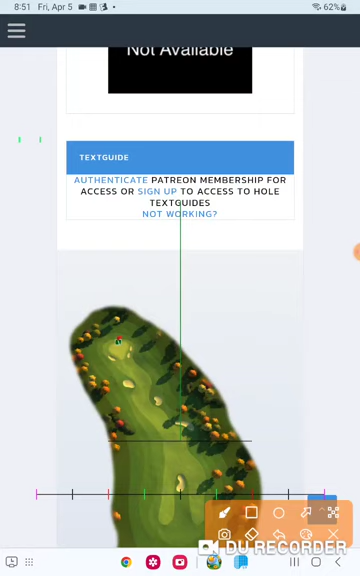 8:51 Fri, Apr 5
62%
Not Available
TEXTGUIDE
AUTHENTICATE PATREON MEMBERSHIP FOR
ACCESS OR SIGN UP TO ACCESS TO HOLE
TEXTGUIDES
NOT WORKING?
DU RECORDER